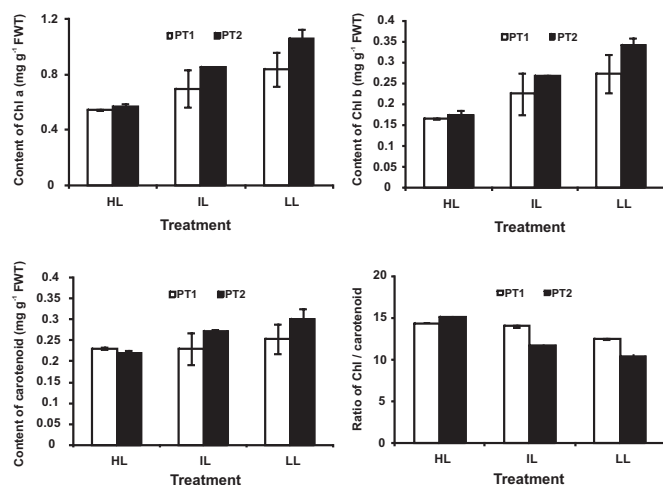 Content of Chl a (mg g⁻¹ FWT)
1.2
0.8
0.4
0
PT1 PT2
HL IL LL
Treatment
Content of Chl b (mg g⁻¹ FWT)
0.4
0.35
0.3
0.25
0.2
0.15
0.1
0.05
0
PT1 PT2
HL IL LL
Treatment
Content of carotenoid (mg g⁻¹ FWT)
0.4
0.35
0.3
0.25
0.2
0.15
0.1
0.05
0
PT1 PT2
HL IL LL
Treatment
Ratio of Chl / carotenoid
20
15
10
5
0
PT1 PT2
HL IL LL
Treatment